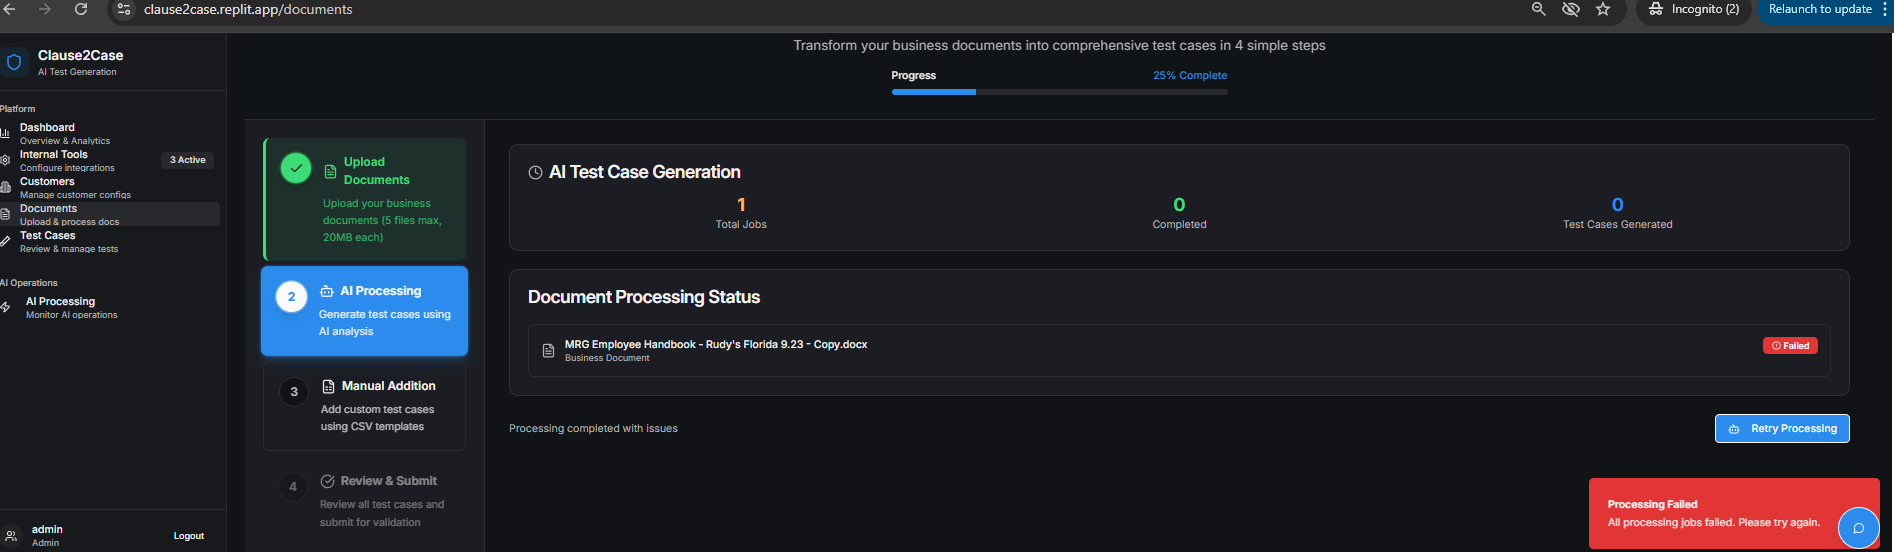 clause2case.replit.app/documents
Incognito (2)
Relaunch to update
Clause2Case
AI Test Generation
Platform
Dashboard
Overview & Analytics
Internal Tools
Configure integrations
3 Active
Customers
Manage customer configs
Documents
Upload & process docs
Test Cases
Review & manage tests
AI Operations
AI Processing
Monitor AI operations
admin
Admin
Logout
Transform your business documents into comprehensive test cases in 4 simple steps
Progress
25% Complete
Upload
Documents
Upload your business
documents (5 files max,
20MB each)
2
AI Processing
Generate test cases using
AI analysis
3
Manual Addition
Add custom test cases
using CSV templates
4
Review & Submit
Review all test cases and
submit for validation
AI Test Case Generation
1
Total Jobs
0
Completed
0
Test Cases Generated
Document Processing Status
MRG Employee Handbook - Rudy's Florida 9.23 - Copy.docx
Business Document
Failed
Processing completed with issues
Retry Processing
Processing Failed
All processing jobs failed. Please try again.